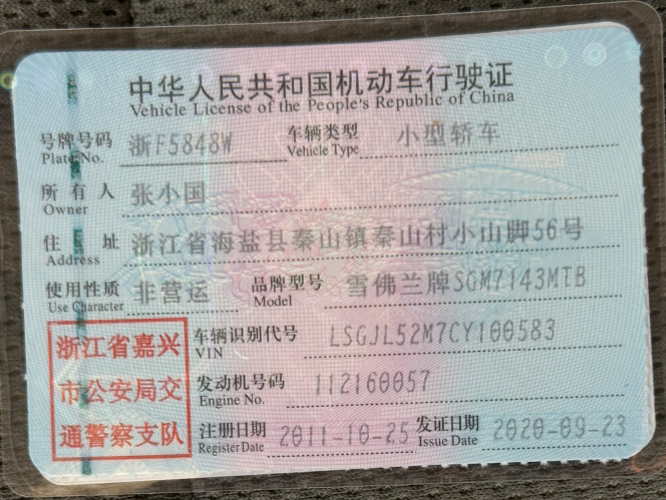 中华人民共和国机动车行驶证
Vehicle License of the People's Republic of China
号牌号码 浙F5848W 车辆类型 小型轿车
Plate No. Vehicle Type
所有人 张小国
Owner
住址 浙江省海盐县秦山镇秦山村小山脚56号
Address
使用性质 非营运 品牌型号 雪佛兰牌SGM7143MTB
Use Character Model
浙江省嘉兴
市公安局交
通警察支队
车辆识别代号 LSGJL52M7CY100583
VIN
发动机号码 112160057
Engine No.
注册日期 2011-10-25 发证日期 2020-09-23
Register Date Issue Date